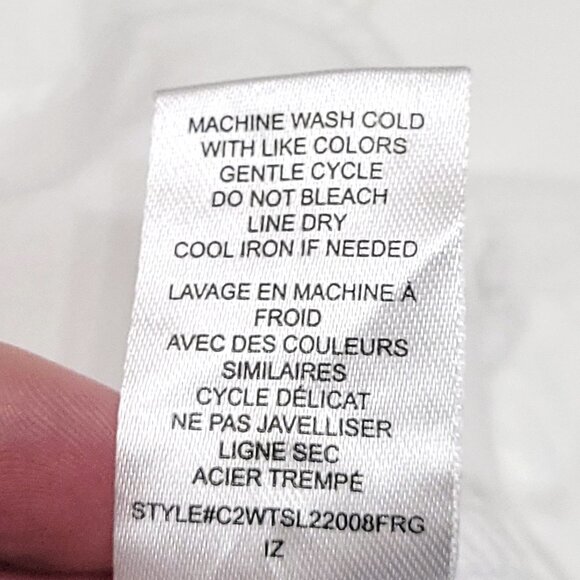 MACHINE WASH COLD
WITH LIKE COLORS
GENTLE CYCLE
DO NOT BLEACH
LINE DRY
COOL IRON IF NEEDED
LAVAGE EN MACHINE À
FROID
AVEC DES COULEURS
SIMILAIRES
CYCLE DÉLICAT
NE PAS JAVELLISER
LIGNE SEC
ACIER TREMPÉ
STYLE#C2WTSL22008FRG
IZ